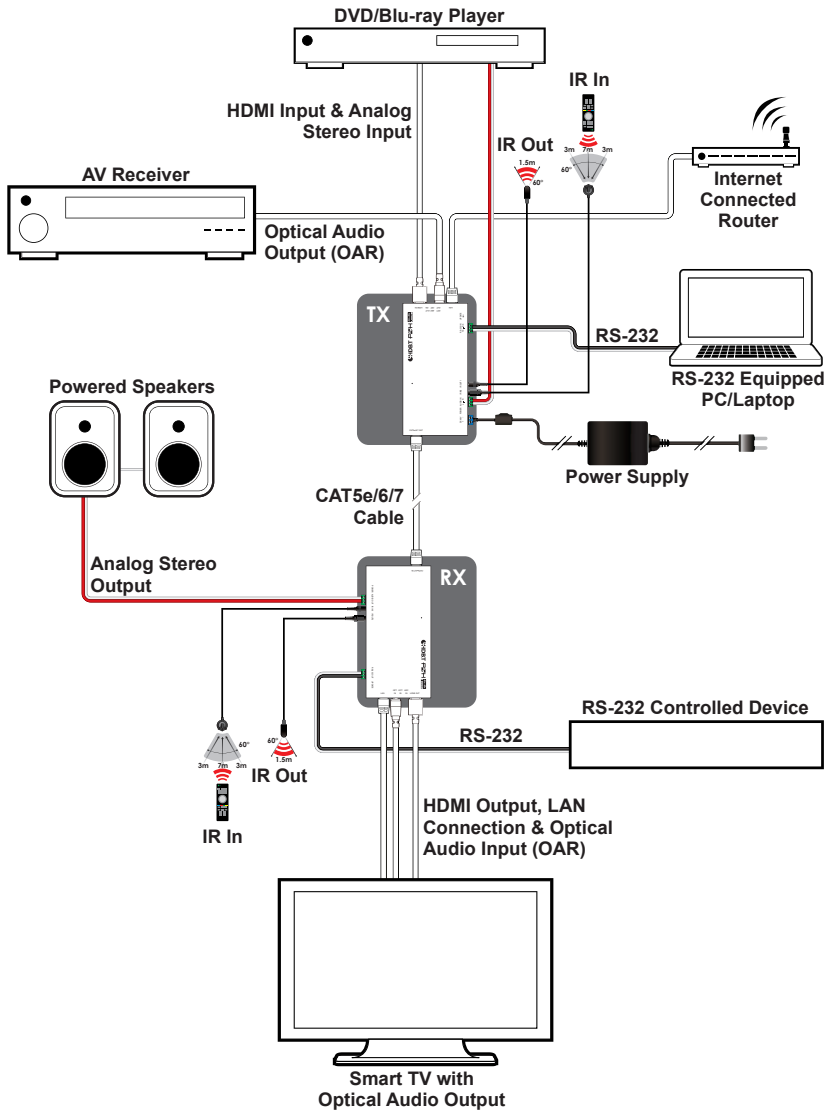 DVD/Blu-ray Player
HDMI Input & Analog
Stereo Input
IR In
IR Out
3m 7m 3m
60°
1.5m
60°
AV Receiver
Optical Audio
Output (OAR)
Internet
Connected
Router
TX
RS-232
RS-232 Equipped
PC/Laptop
Power Supply
Powered Speakers
CAT5e/6/7
Cable
Analog Stereo
Output
RX
RS-232 Controlled Device
RS-232
60°
3m 7m 3m
60°
1.5m
IR Out
IR In
HDMI Output, LAN
Connection & Optical
Audio Input (OAR)
Smart TV with
Optical Audio Output